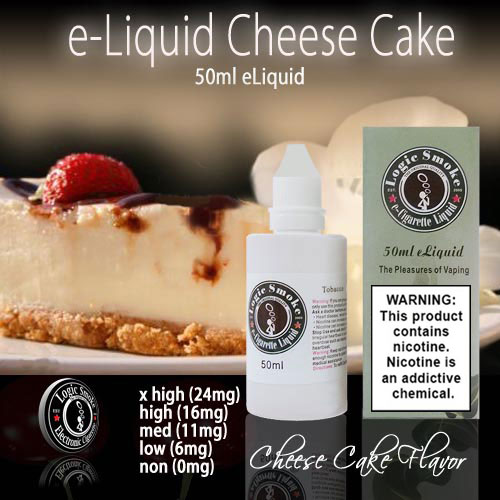 e-Liquid Cheese Cake
50ml eLiquid
Logic Smoke
e-Cigarette Liquid
50ml eLiquid
The Pleasures of Vaping
WARNING:
This product
contains
nicotine.
Nicotine is
an addictive
chemical.
Tobacco
Logic Smoke
e-Cigarette Liquid
50ml
Logic Smoke
Electronic Cigarette
x high (24mg)
high (16mg)
med (11mg)
low (6mg)
non (0mg)
Cheese Cake Flavor